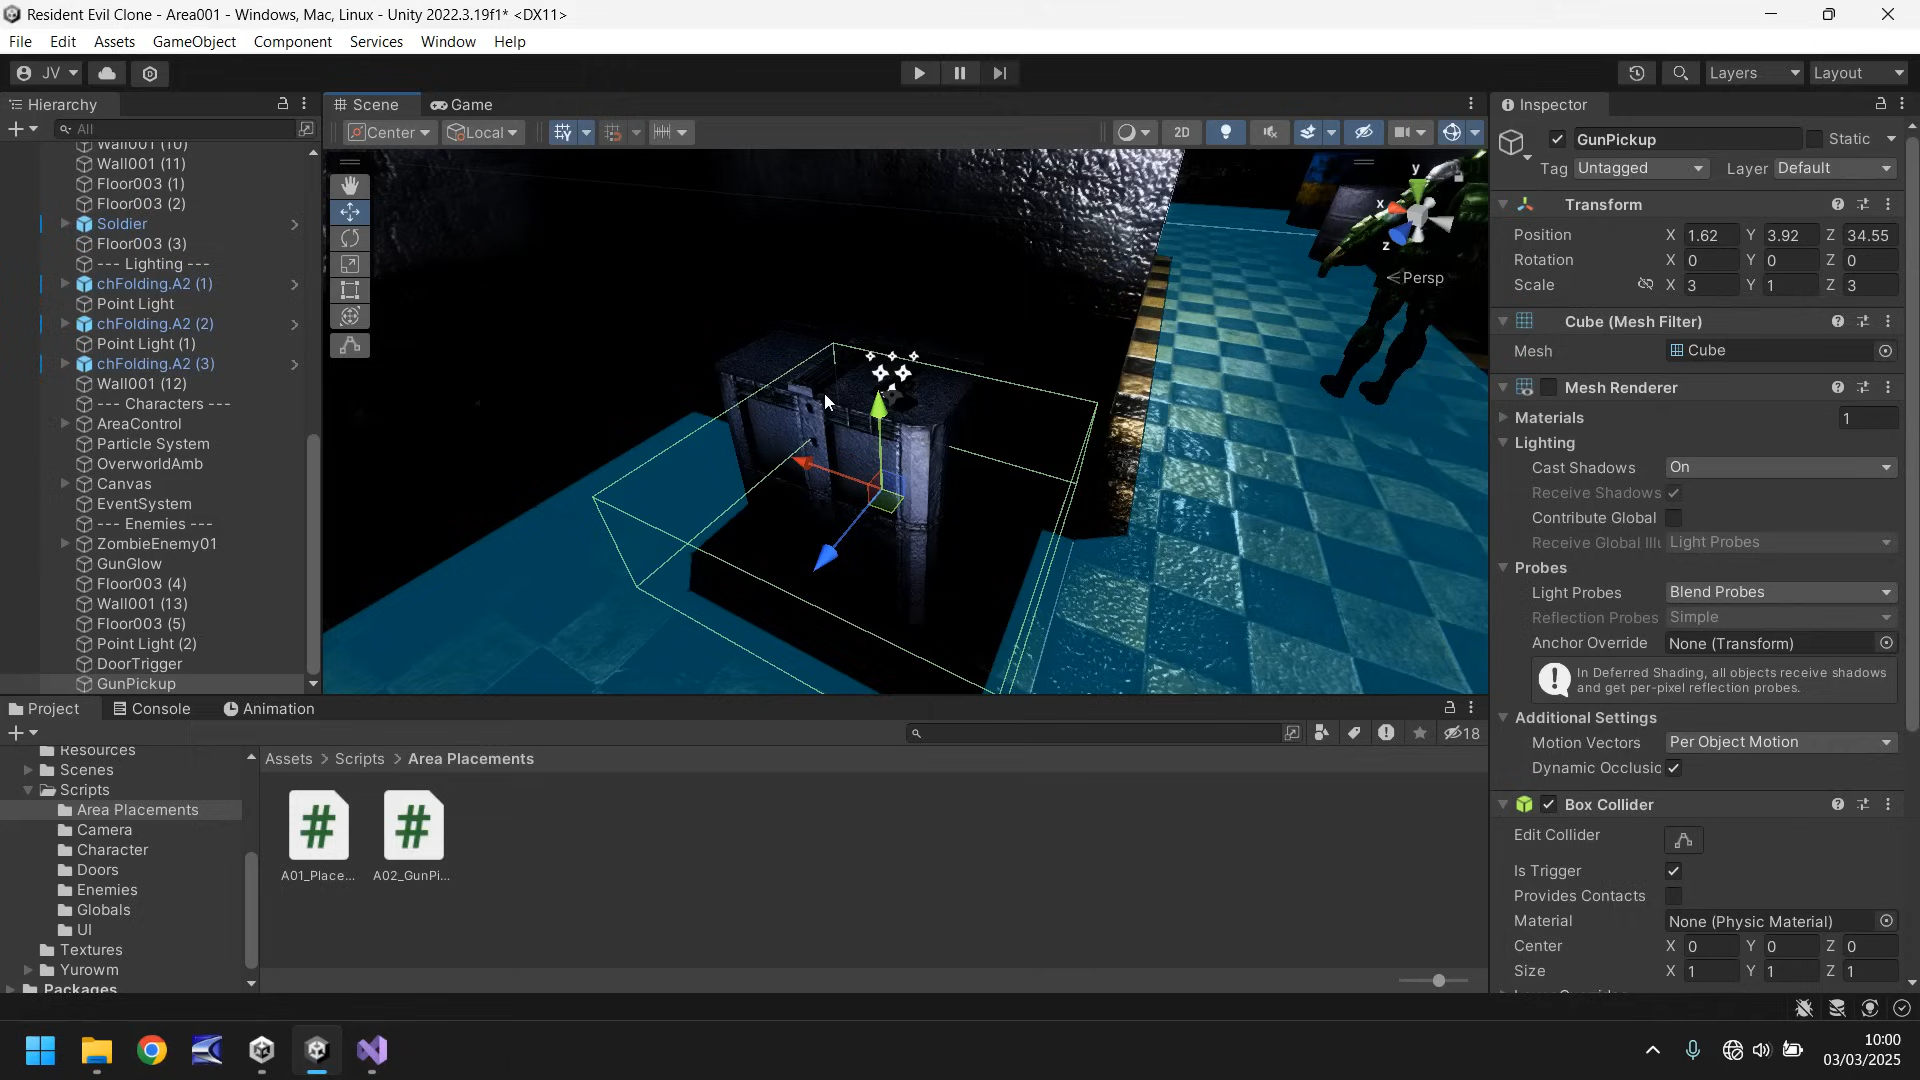 Resident Evil Clone - Area001 - Windows, Mac, Linux - Unity 2022.3.19f1* <DX11>
File Edit Assets GameObject Component Services Window Help
JV Layers Layout
Hierarchy
All
Wall001 (10)
Wall001 (11)
Floor003 (1)
Floor003 (2)
Soldier
Floor003 (3)
--- Lighting ---
chFolding.A2 (1)
Point Light
chFolding.A2 (2)
Point Light (1)
chFolding.A2 (3)
Wall001 (12)
--- Characters ---
AreaControl
Particle System
OverworldAmb
Canvas
EventSystem
--- Enemies ---
ZombieEnemy01
GunGlow
Floor003 (4)
Wall001 (13)
Floor003 (5)
Point Light (2)
DoorTrigger
GunPickup
Scene Game
Center Local 2D
y
x
z
Persp
Inspector
GunPickup Static
Tag Untagged Layer Default
Transform
Position X 1.62 Y 3.92 Z 34.55
Rotation X 0 Y 0 Z 0
Scale X 3 Y 1 Z 3
Cube (Mesh Filter)
Mesh Cube
Mesh Renderer
Materials 1
Lighting
Cast Shadows On
Receive Shadows
Contribute Global
Receive Global Illu Light Probes
Probes
Light Probes Blend Probes
Reflection Probes Simple
Anchor Override None (Transform)
In Deferred Shading, all objects receive shadows
and get per-pixel reflection probes.
Additional Settings
Motion Vectors Per Object Motion
Dynamic Occlusic
Box Collider
Edit Collider
Is Trigger
Provides Contacts
Material None (Physic Material)
Center X 0 Y 0 Z 0
Size X 1 Y 1 Z 1
Project Console Animation
18
Resources
Scenes
Scripts
Area Placements
Camera
Character
Doors
Enemies
Globals
UI
Textures
Yurowm
Packages
Assets > Scripts > Area Placements
# #
A01_Place... A02_GunPi...
10:00
03/03/2025